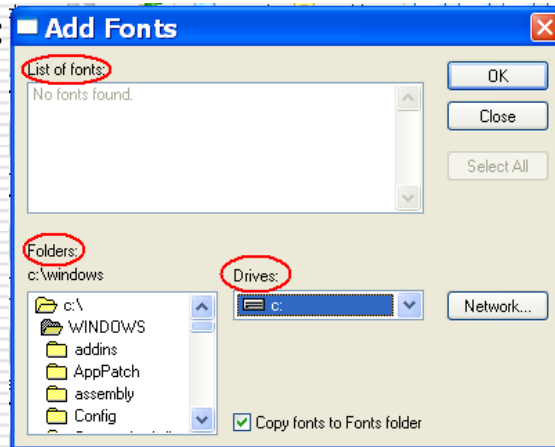 Add Fonts
List of fonts:
No fonts found.
OK
Close
Select All
Folders:
c:\windows
Drives:
c:\
WINDOWS
addins
AppPatch
assembly
Config
c:
Network...
Copy fonts to Fonts folder